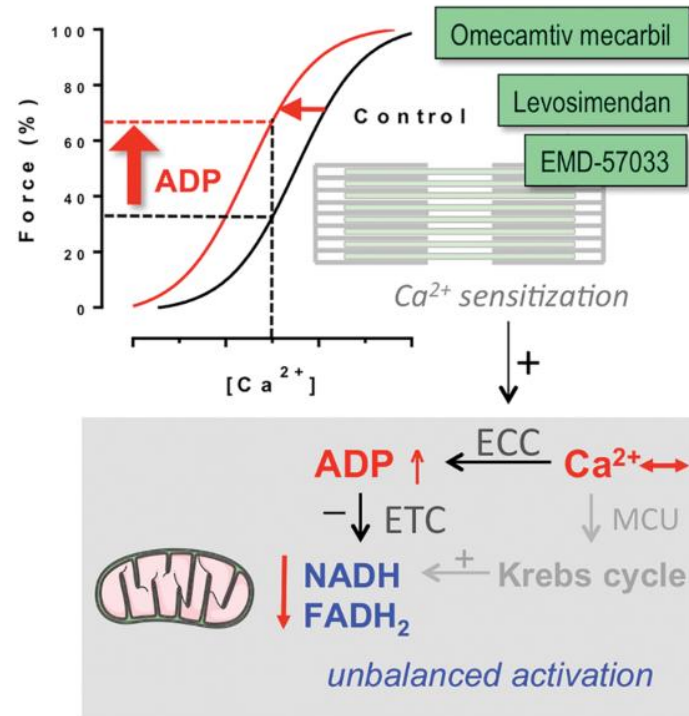 Omecamtiv mecarbil
Levosimendan
EMD-57033
Force (%)
100
80
60
40
20
0
Control
ADP
[Ca²⁺]
Ca²⁺ sensitization
+
ADP ↑
ECC
Ca²⁺
−
ETC
MCU
NADH
+
Krebs cycle
FADH₂
unbalanced activation